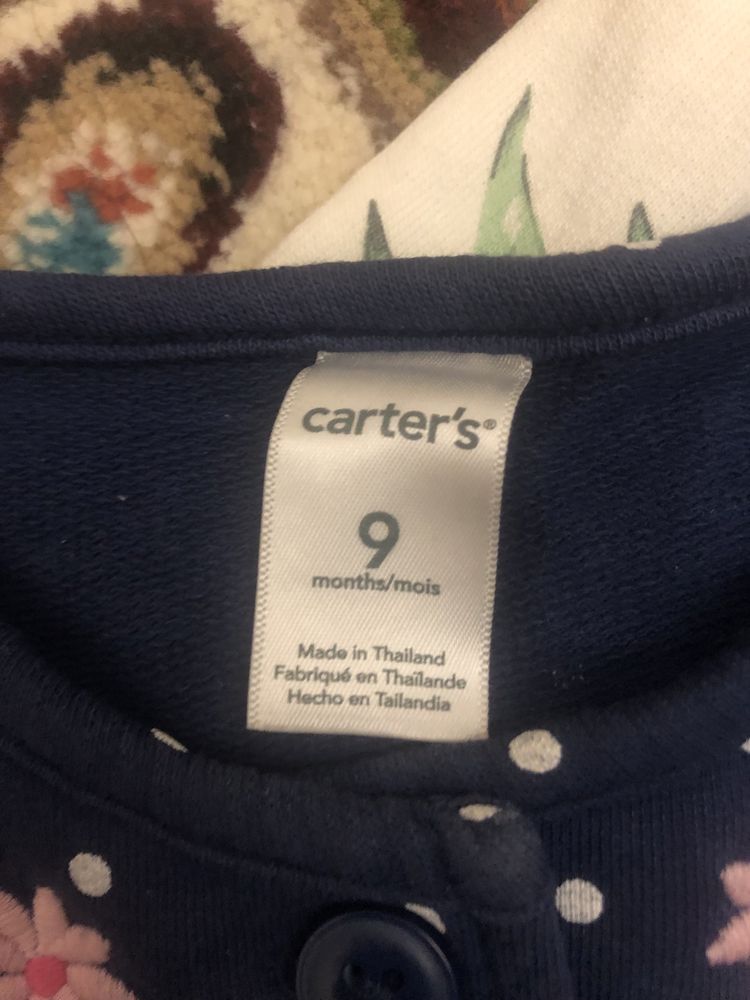 carter's®
9
months/mois
Made in Thailand
Fabriqué en Thaïlande
Hecho en Tailandia